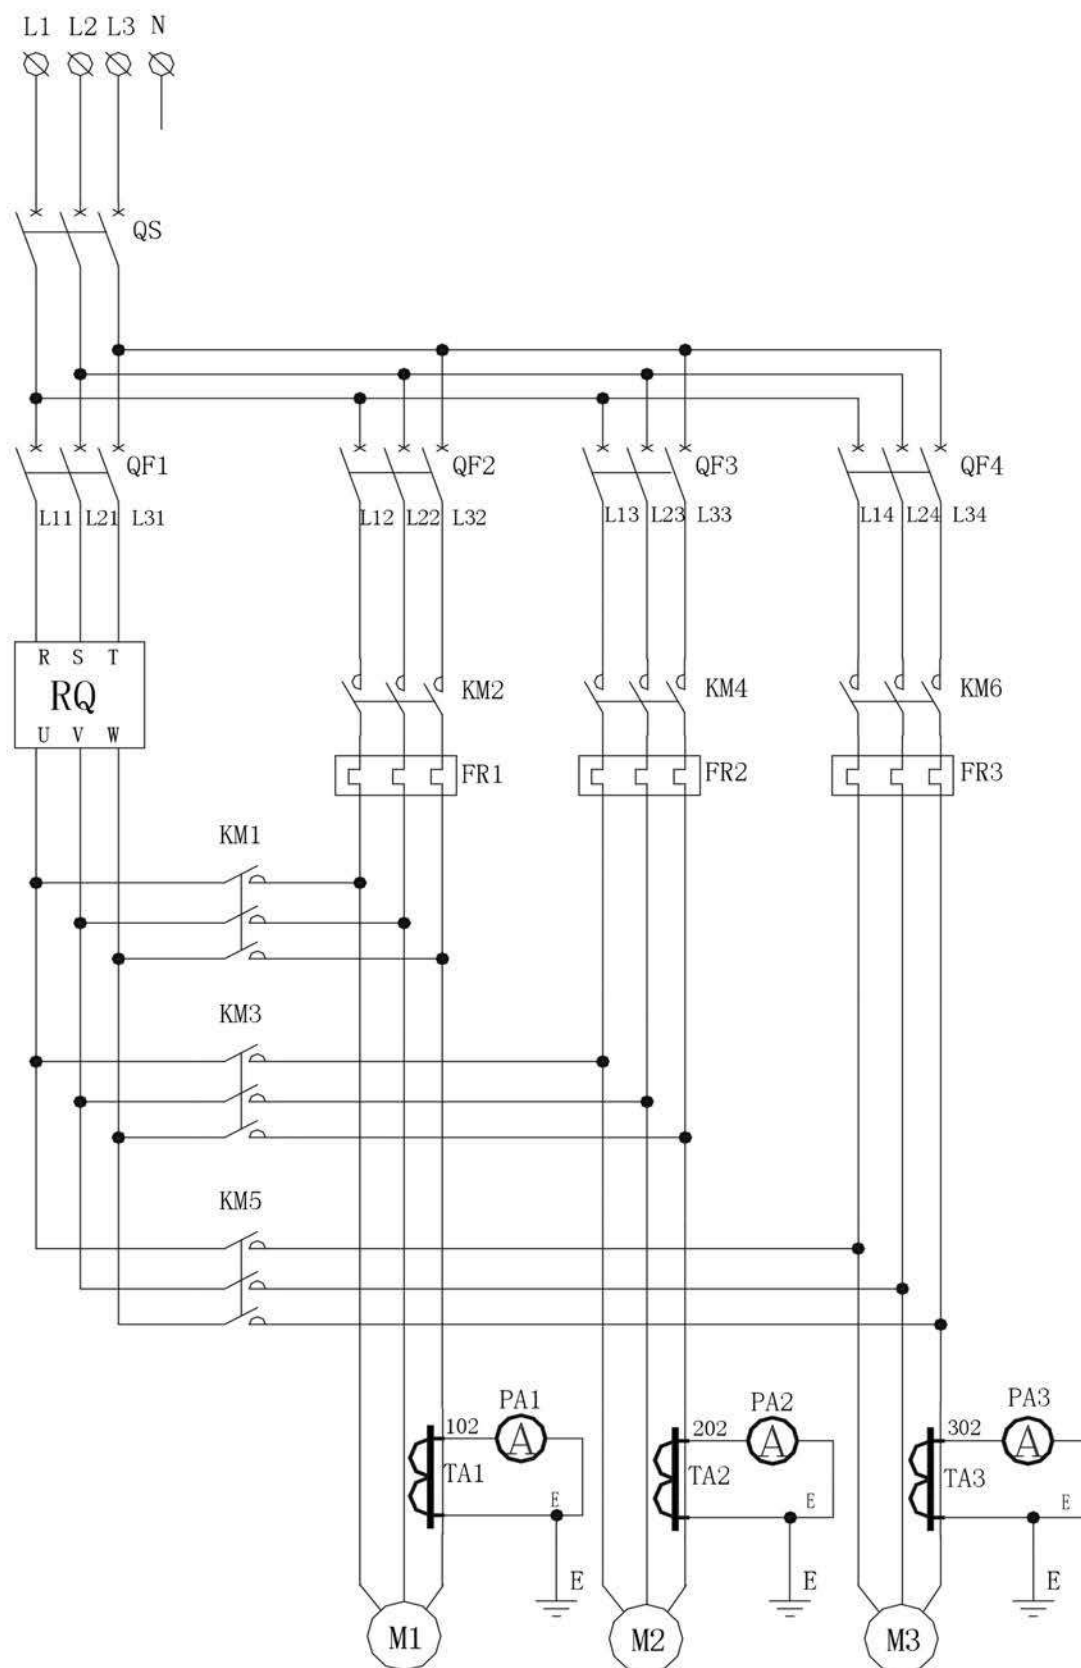 L1 L2 L3 N
QS
QF1 QF2 QF3 QF4
L11 L21 L31 L12 L22 L32 L13 L23 L33 L14 L24 L34
R S T
RQ KM2 KM4 KM6
U V W
FR1 FR2 FR3
KM1
KM3
KM5
PA1 PA2 PA3
102 A 202 A 302 A
TA1 TA2 TA3
E E E
E E E
M1 M2 M3